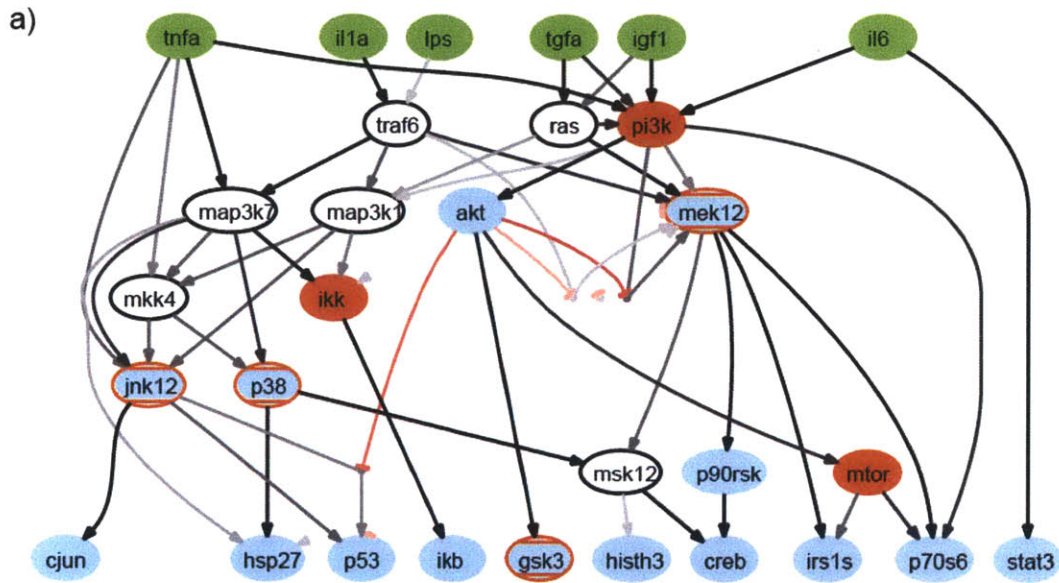 a)
tnfa il1a lps tgfa igf1 il6
traf6 ras pi3k
map3k7 map3k1 akt mek12
mkk4 ikk
jnk12 p38
msk12 p90rsk mtor
cjun hsp27 p53 ikb gsk3 histh3 creb irs1s p70s6 stat3